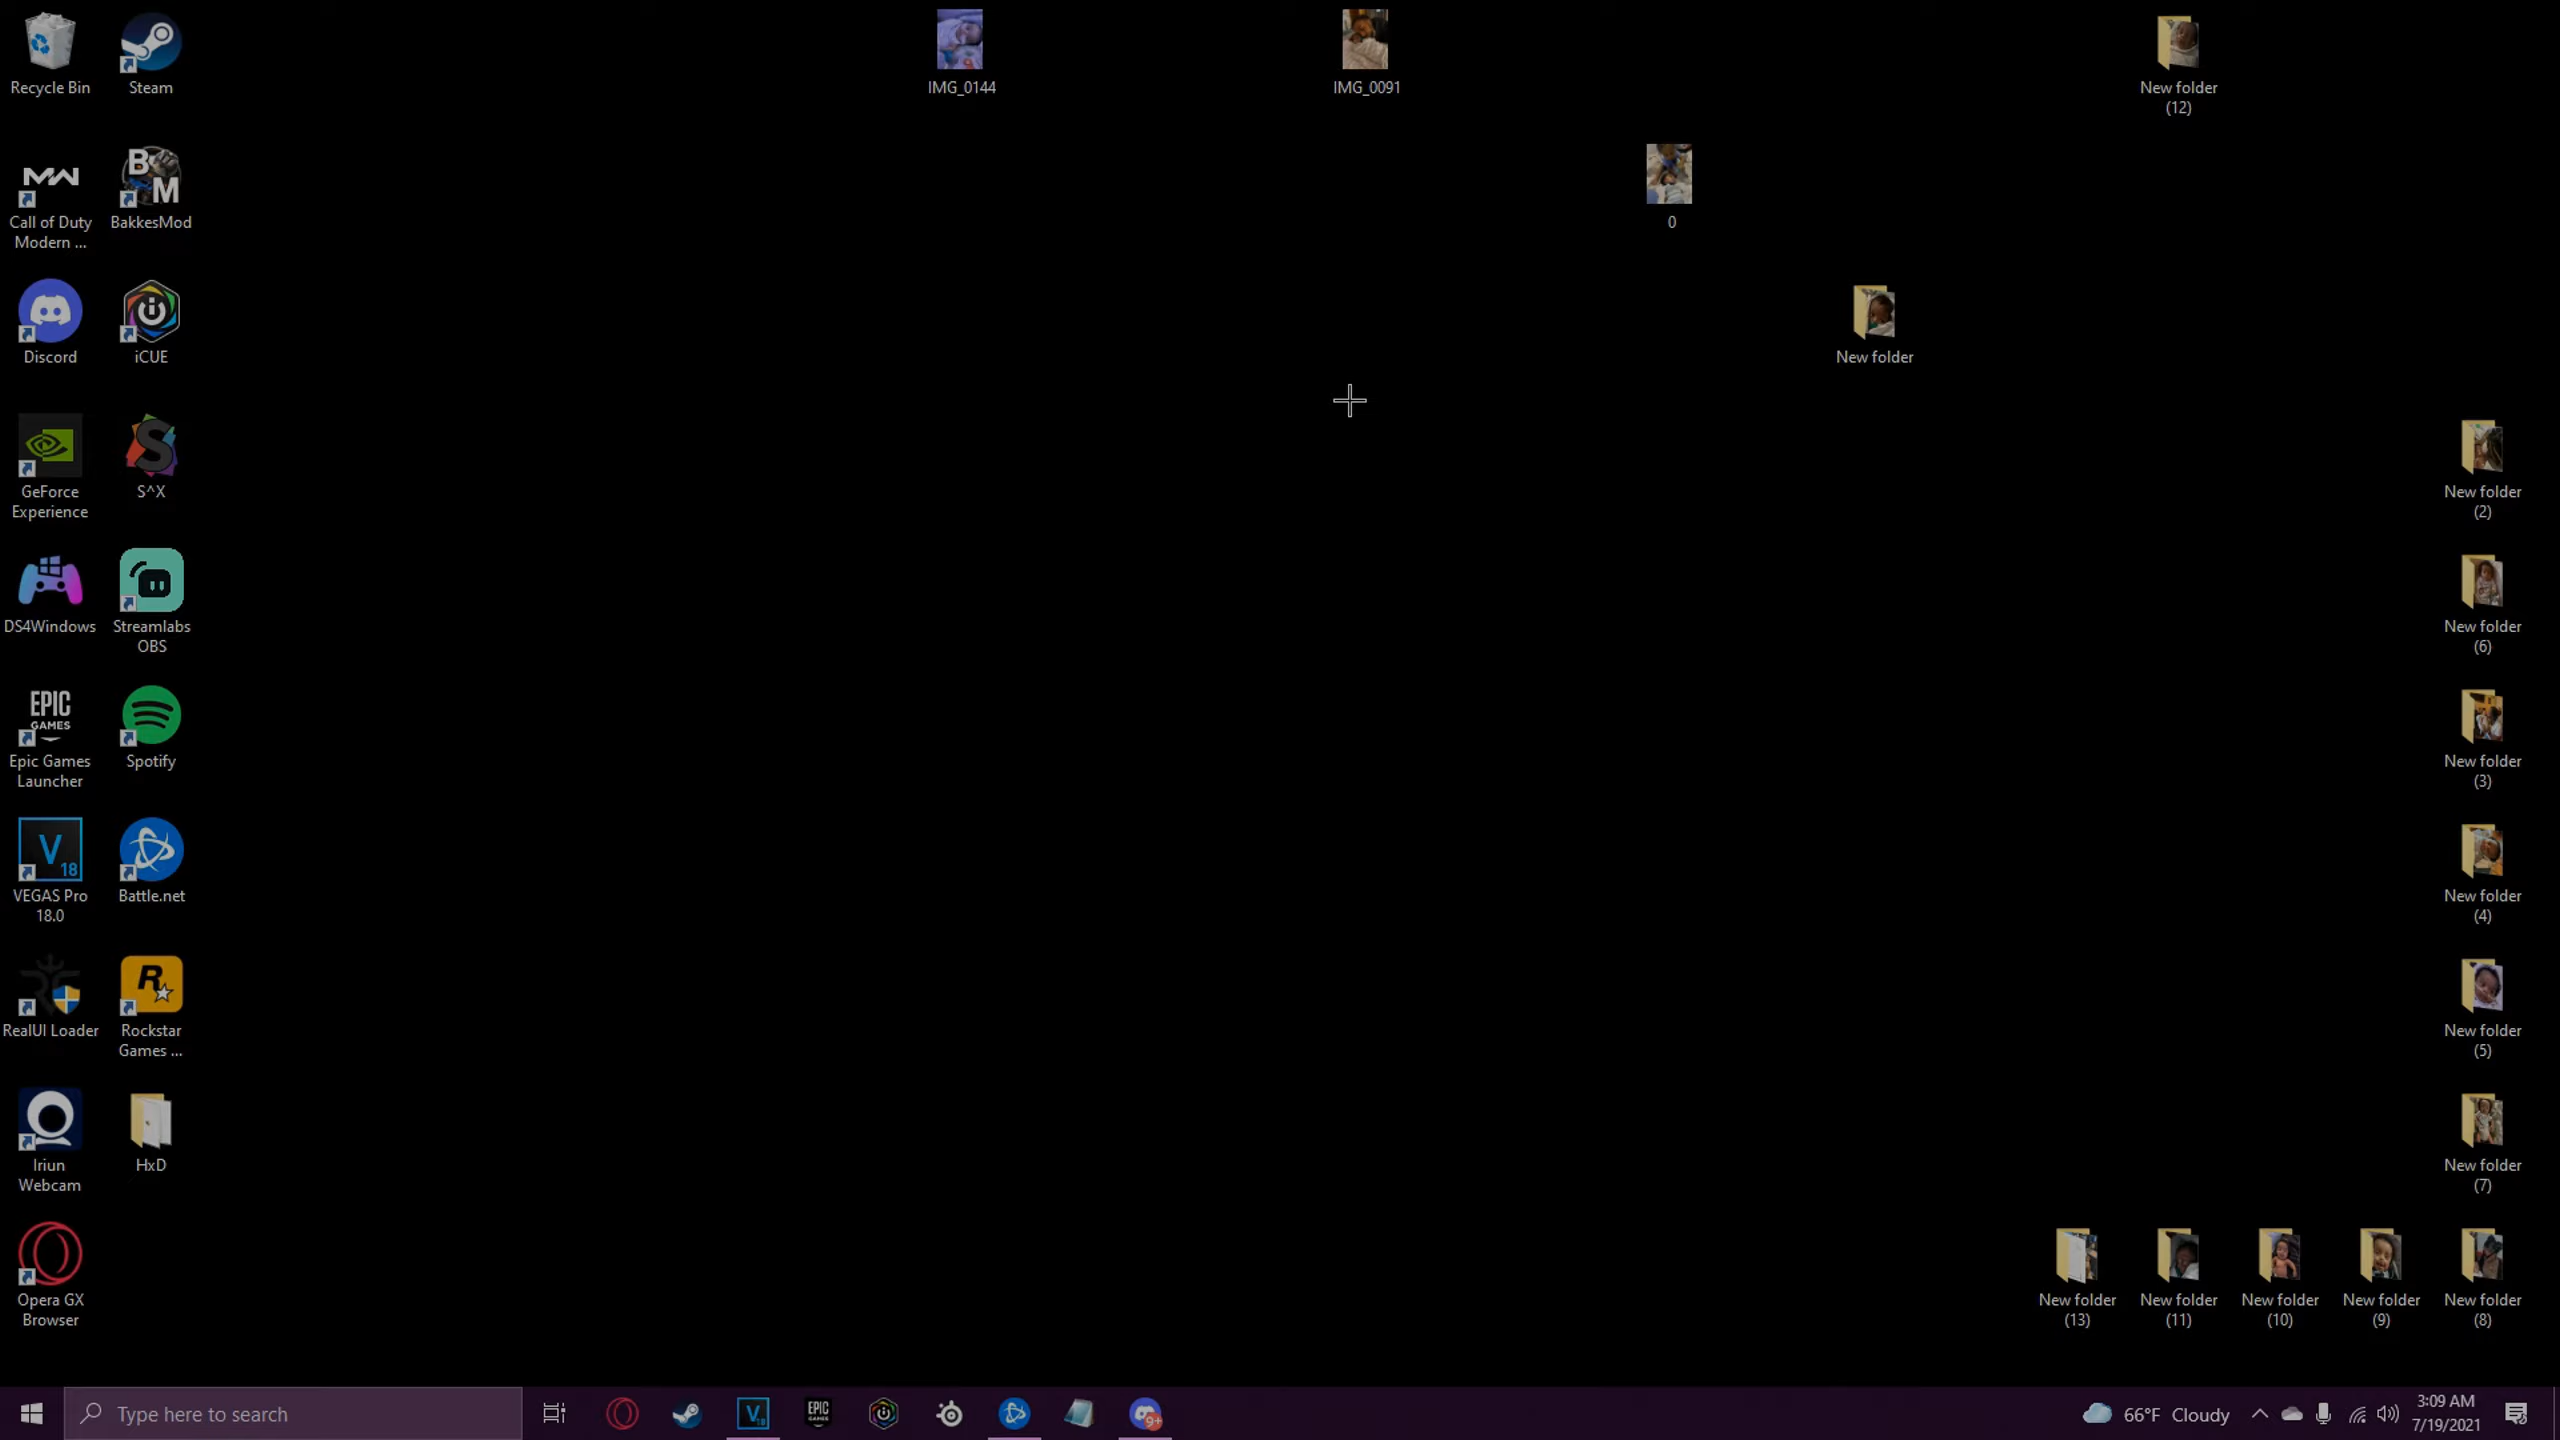 Recycle Bin
Steam
IMG_0144
IMG_0091
New folder
(12)
Call of Duty
Modern ...
BakkesMod
0
Discord
iCUE
New folder
GeForce
Experience
S^X
New folder
(2)
DS4Windows
Streamlabs
OBS
New folder
(6)
EPIC
GAMES
Epic Games
Launcher
Spotify
New folder
(3)
V
18
VEGAS Pro
18.0
Battle.net
New folder
(4)
RealUI Loader
R
Rockstar
Games ...
New folder
(5)
Iriun
Webcam
HxD
New folder
(7)
Opera GX
Browser
New folder
(13)
New folder
(11)
New folder
(10)
New folder
(9)
New folder
(8)
Type here to search
V
18
EPIC
GAMES
9+
66°F Cloudy
3:09 AM
7/19/2021
MW
B
M
S